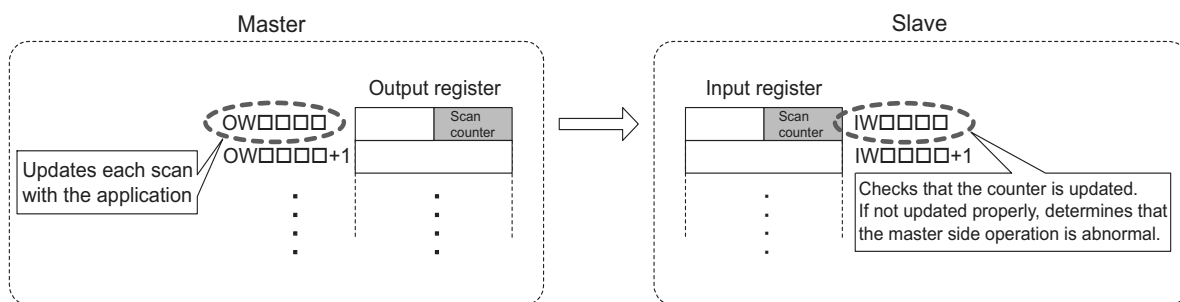 Master
Slave
Output register
Input register
OW□□□□
Scan
counter
Scan
counter
IW□□□□
OW□□□□+1
IW□□□□+1
Updates each scan
with the application
Checks that the counter is updated.
If not updated properly, determines that
the master side operation is abnormal.